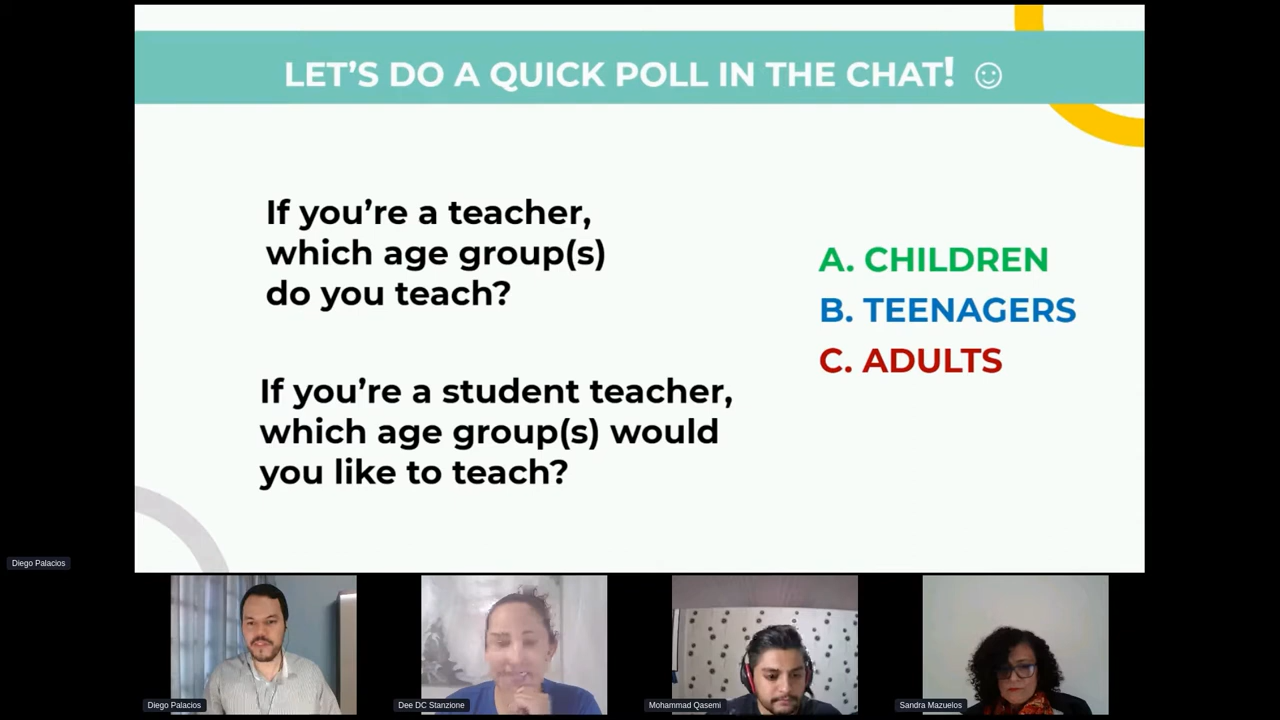 LET’S DO A QUICK POLL IN THE CHAT! ☺
If you’re a teacher,
which age group(s)
do you teach?
A. CHILDREN
B. TEENAGERS
C. ADULTS
If you’re a student teacher,
which age group(s) would
you like to teach?
Diego Palacios
Diego Palacios
Dee DC Stanzione
Mohammad Qasemi
Sandra Mazuelos